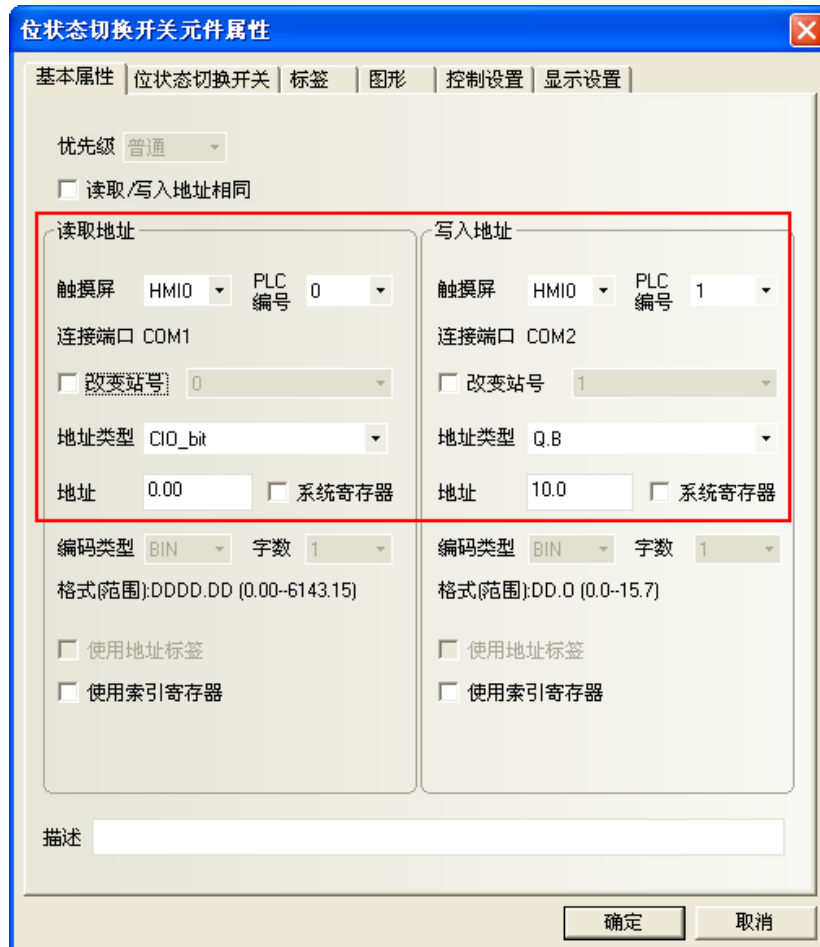 位状态切换开关元件属性
基本属性 位状态切换开关 标签 图形 控制设置 显示设置
优先级 普通
读取/写入地址相同
读取地址
触摸屏 HMI0 PLC编号 0
连接端口 COM1
改变站号 0
地址类型 CIO_bit
地址 0.00 系统寄存器
编码类型 BIN 字数 1
格式(范围):DDDD.DD (0.00--6143.15)
使用地址标签
使用索引寄存器
写入地址
触摸屏 HMI0 PLC编号 1
连接端口 COM2
改变站号 1
地址类型 Q.B
地址 10.0 系统寄存器
编码类型 BIN 字数 1
格式(范围):DD.O (0.0--15.7)
使用地址标签
使用索引寄存器
描述
确定 取消